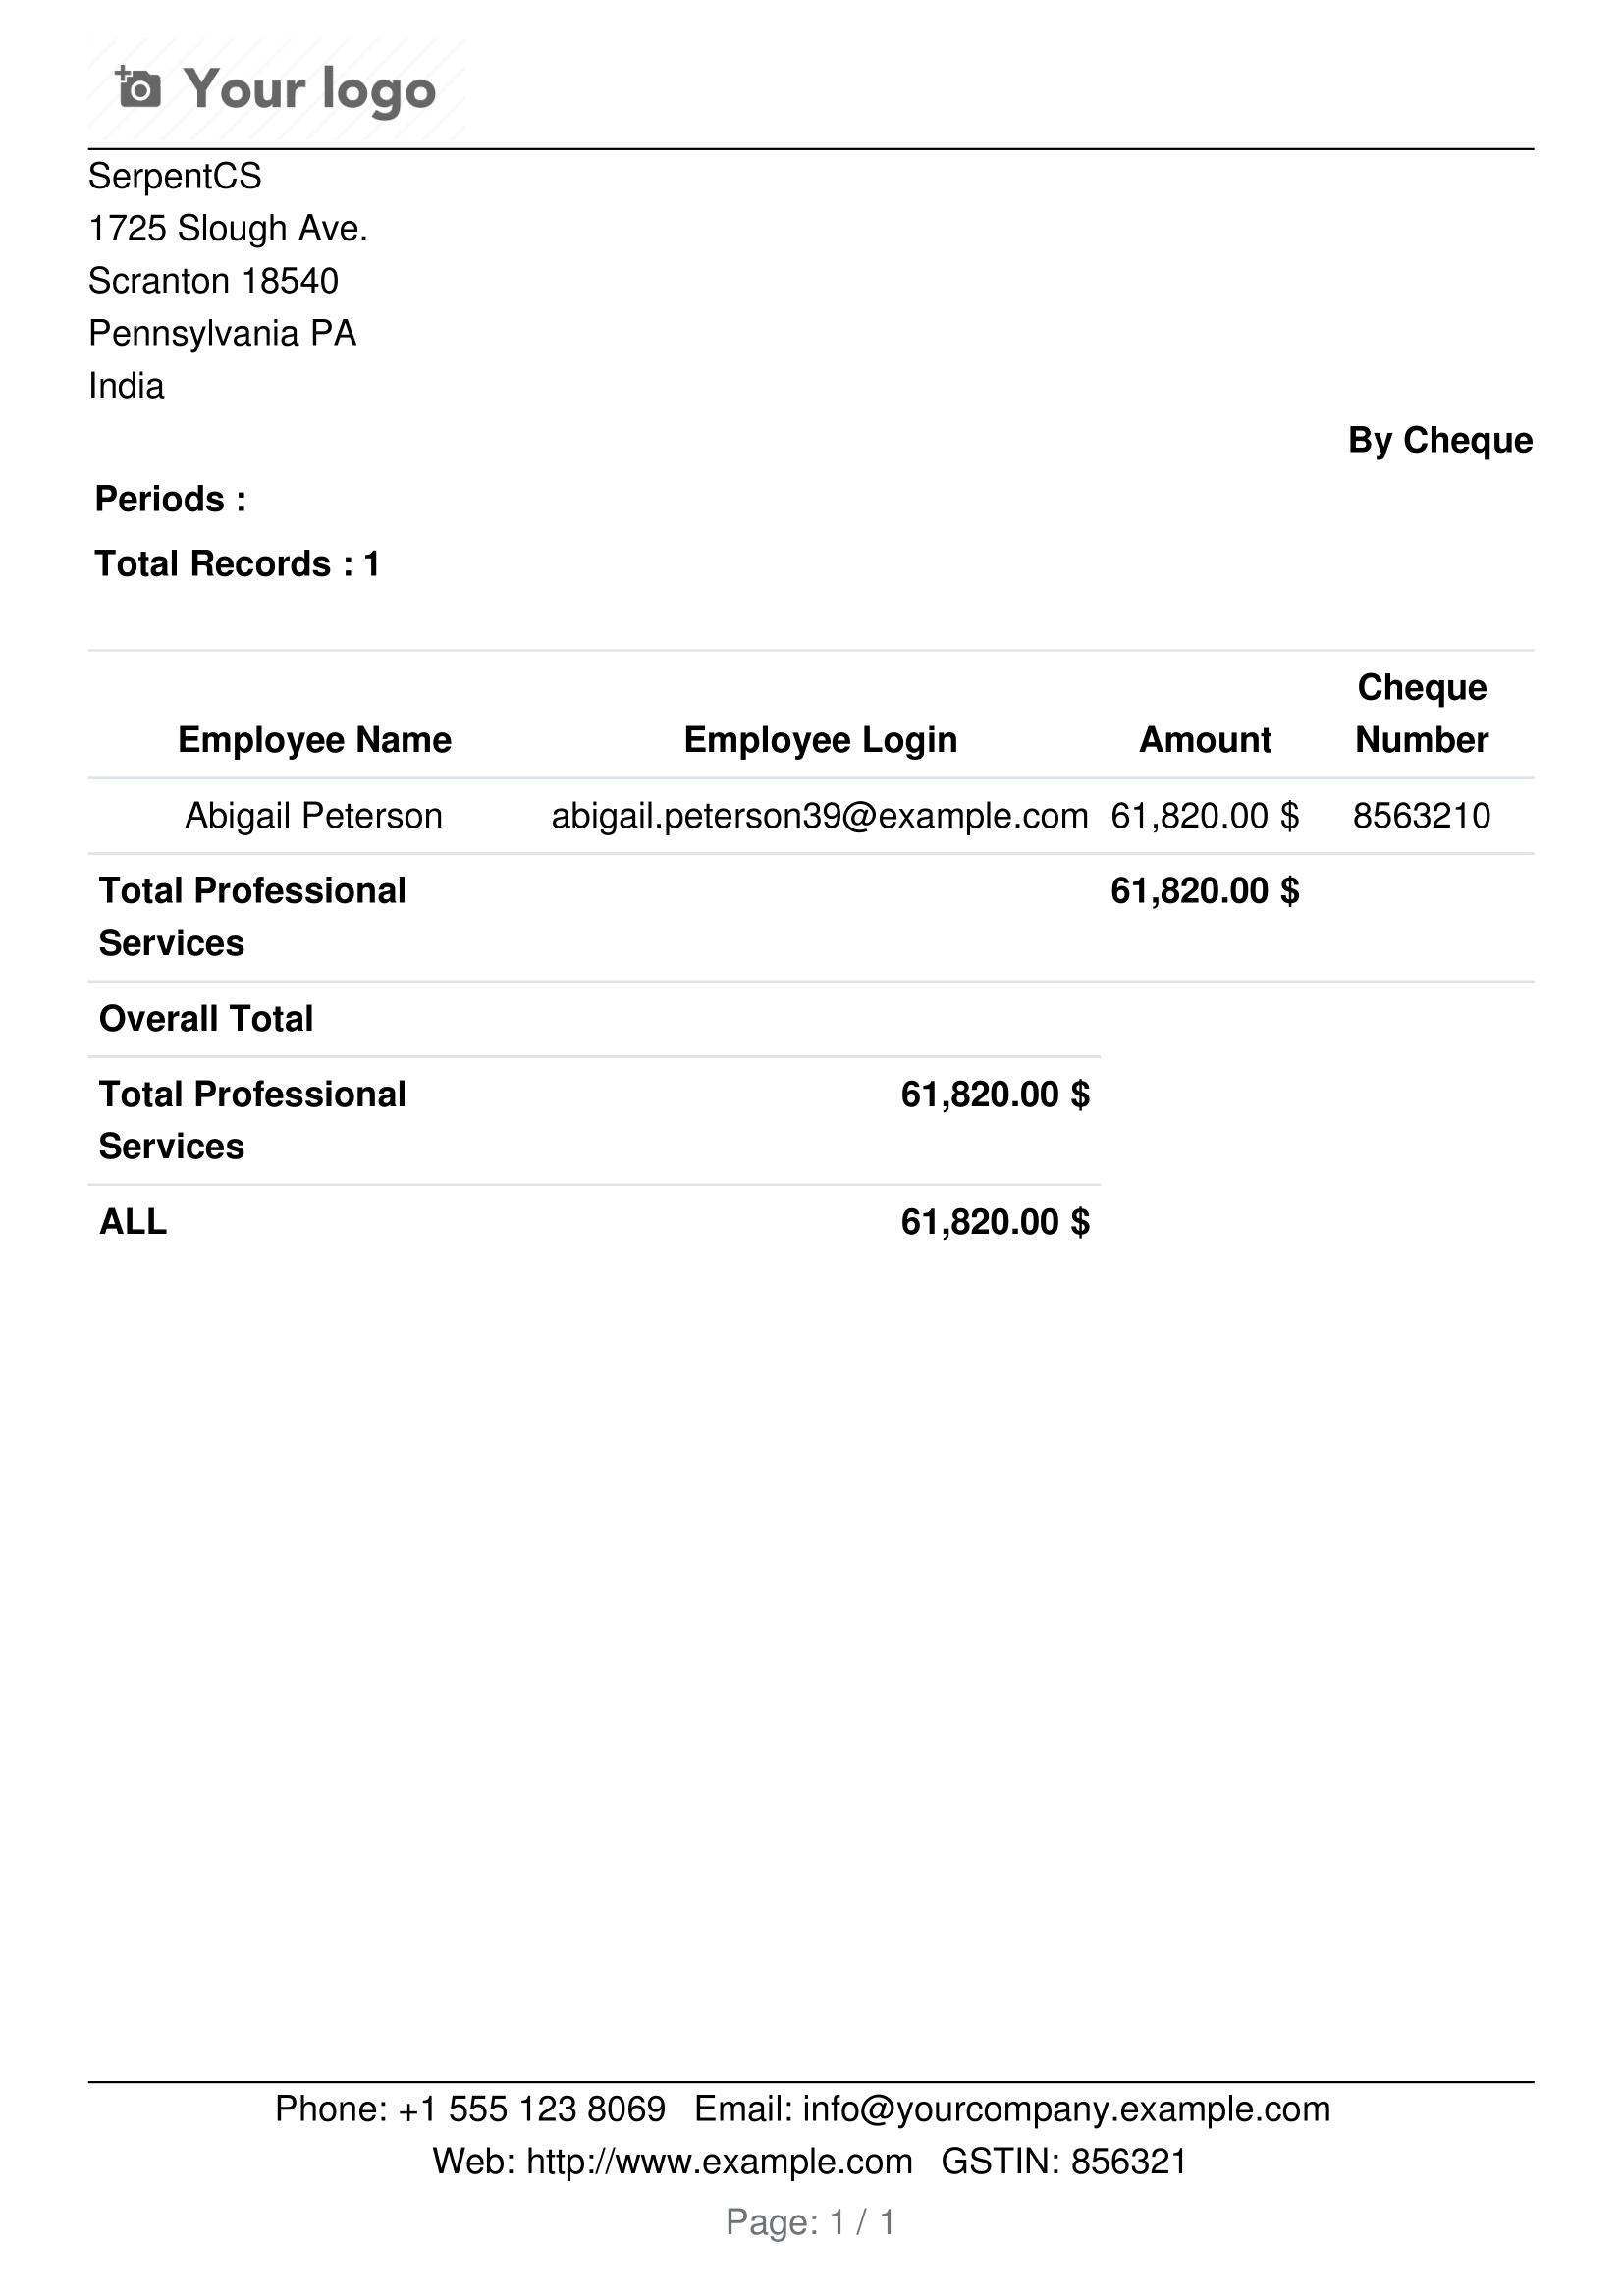 Your logo
SerpentCS
1725 Slough Ave.
Scranton 18540
Pennsylvania PA
India
By Cheque
Periods :
Total Records : 1
Employee Name Employee Login Amount Cheque Number
Abigail Peterson abigail.peterson39@example.com 61,820.00 $ 8563210
Total Professional 61,820.00 $
Services
Overall Total
Total Professional 61,820.00 $
Services
ALL 61,820.00 $
Phone: +1 555 123 8069 Email: info@yourcompany.example.com
Web: http://www.example.com GSTIN: 856321
Page: 1 / 1